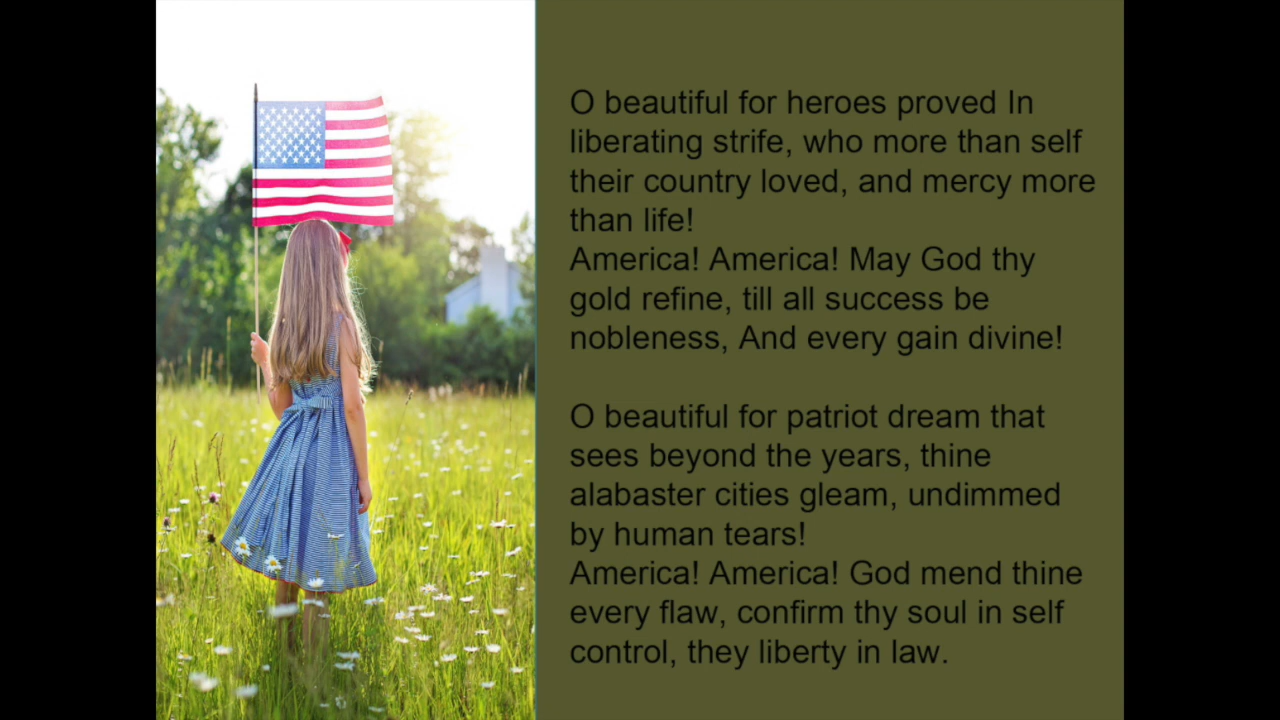 O beautiful for heroes proved In
liberating strife, who more than self
their country loved, and mercy more
than life!
America! America! May God thy
gold refine, till all success be
nobleness, And every gain divine!
O beautiful for patriot dream that
sees beyond the years, thine
alabaster cities gleam, undimmed
by human tears!
America! America! God mend thine
every flaw, confirm thy soul in self
control, they liberty in law.